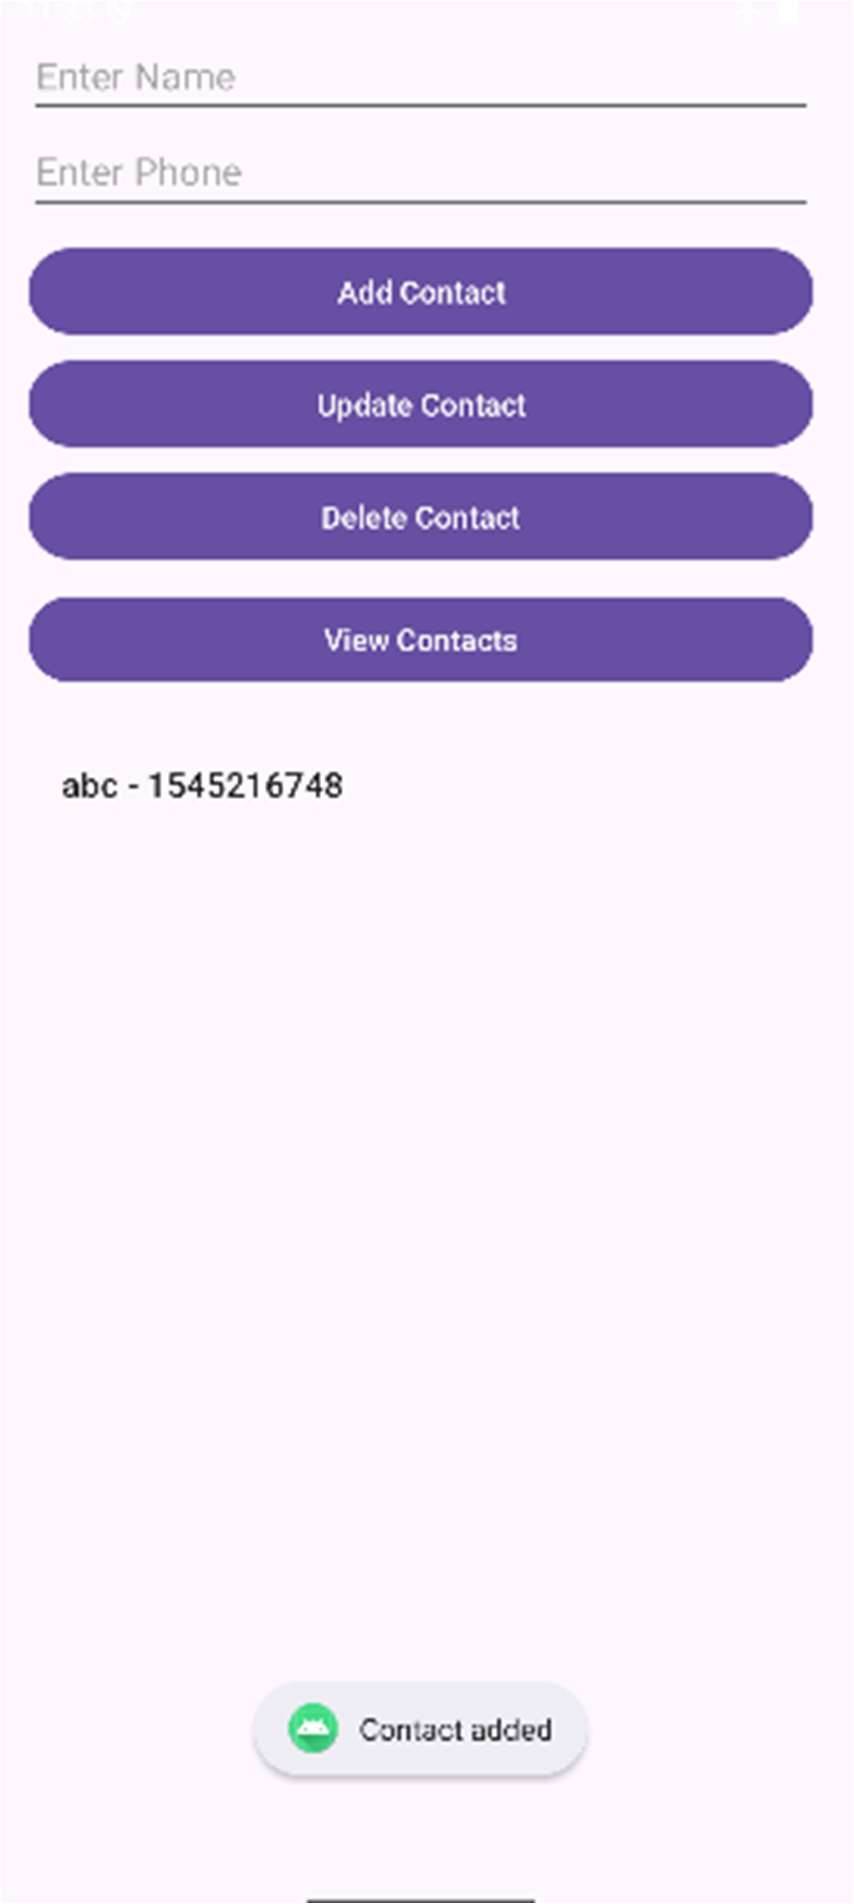 Enter Name
Enter Phone
Add Contact
Update Contact
Delete Contact
View Contacts
abc - 1545216748
Contact added